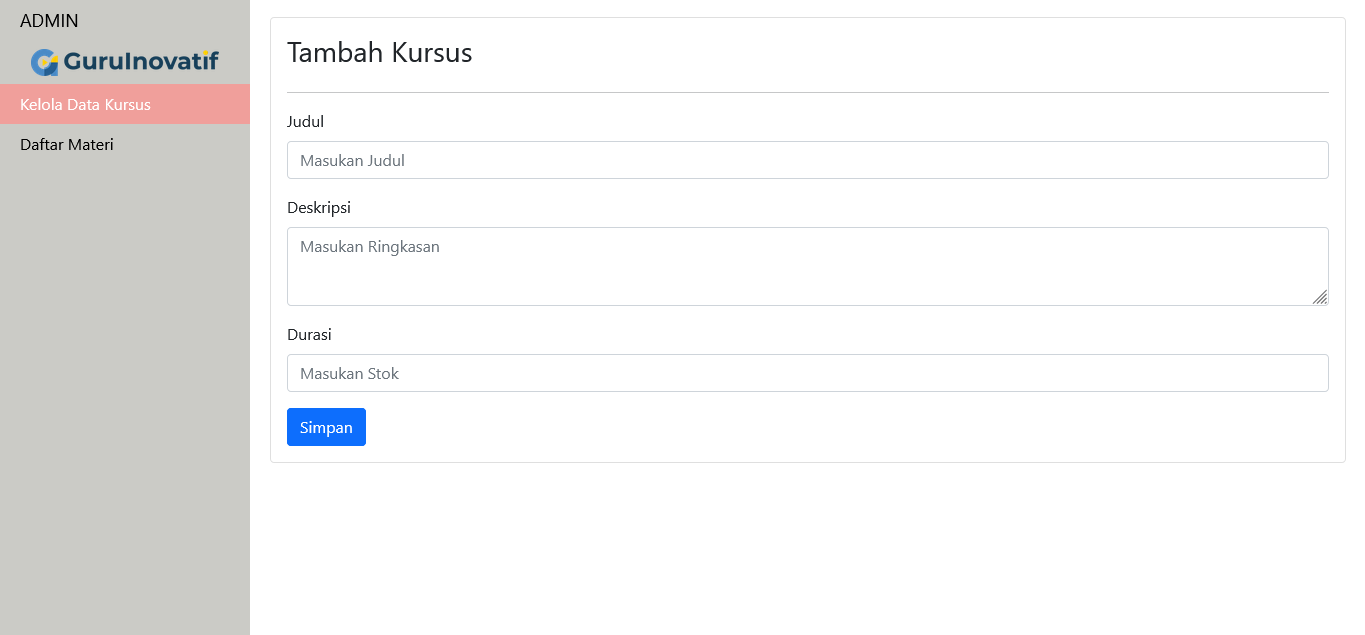 ADMIN
GuruInovatif
Kelola Data Kursus
Daftar Materi
Tambah Kursus
Judul
Masukan Judul
Deskripsi
Masukan Ringkasan
Durasi
Masukan Stok
Simpan